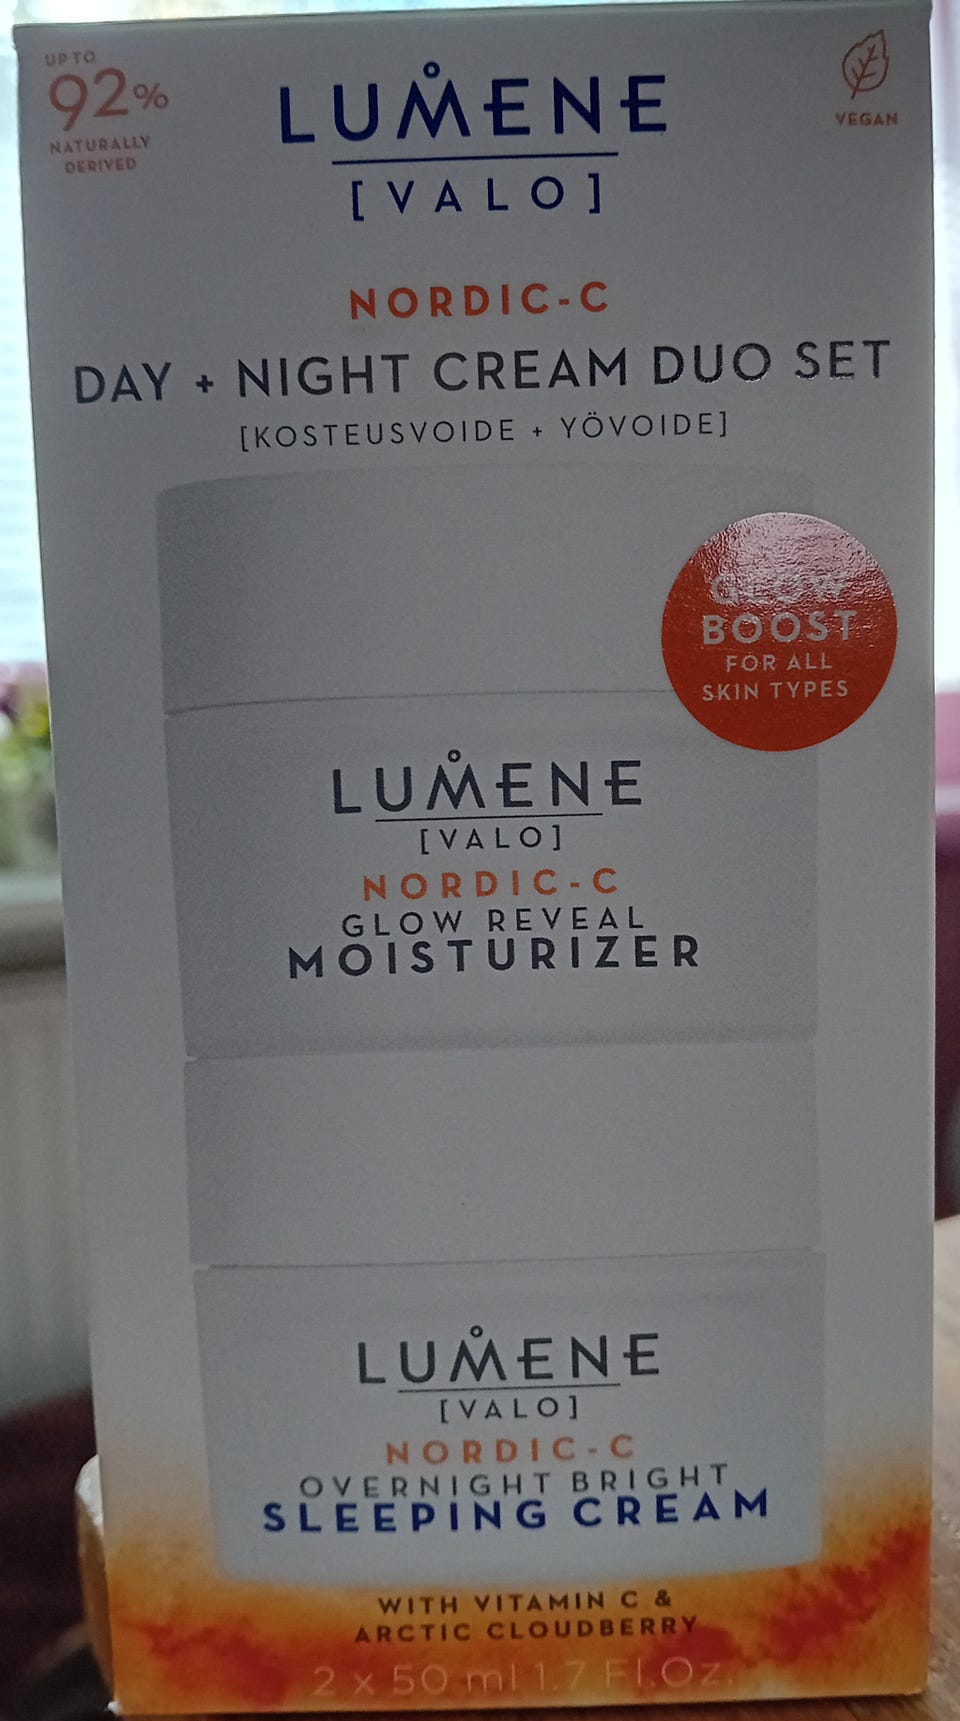 UP TO
92%
NATURALLY
DERIVED
LUMENE
[VALO]
VEGAN
NORDIC-C
DAY + NIGHT CREAM DUO SET
[KOSTEUSVOIDE + YÖVOIDE]
GLOW
BOOST
FOR ALL
SKIN TYPES
LUMENE
[VALO]
NORDIC-C
GLOW REVEAL
MOISTURIZER
LUMENE
[VALO]
NORDIC-C
OVERNIGHT BRIGHT
SLEEPING CREAM
WITH VITAMIN C &
ARCTIC CLOUDBERRY
2 x 50 ml 1.7 Fl.Oz.